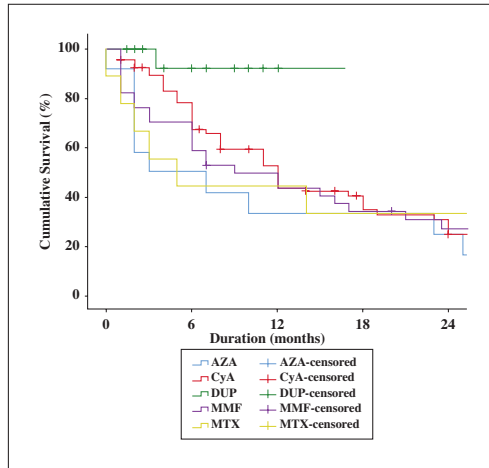 100
80
60
40
20
0
Cumulative Survival (%)
0 6 12 18 24
Duration (months)
AZA AZA-censored
CyA CyA-censored
DUP DUP-censored
MMF MMF-censored
MTX MTX-censored